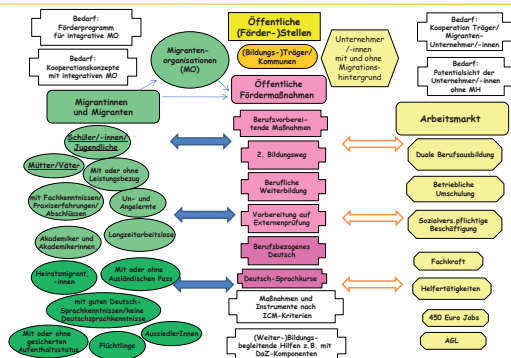 Bedarf:
Förderprogramm
für integrative MO
Bedarf:
Kooperationskonzepte
mit integrativen MO
Migranten-
organisationen
(MO)
Öffentliche
(Förder-)Stellen
(Bildungs-)Träger/
Kommunen
Öffentliche
Fördermaßnahmen
Unternehmer
/-innen
mit und ohne
Migrations-
hintergrund
Bedarf:
Kooperation Träger/
Migranten-
Unternehmer/-innen
Bedarf:
Potentialsicht der
Unternehmer/-innen
ohne MH
Migrantinnen
und Migranten
Schüler/-innen/
Jugendliche
Mütter/Väter
Mit oder ohne
Leistungsbezug
mit Fachkenntnissen/
Praxiserfahrungen/
Abschlüssen
Un- und
Angelernte
Akademiker und
Akademikerinnen
Langzeitarbeitslose
Heiratsmigrant,
-innen
Mit oder ohne
Ausländischen Pass
mit guten Deutsch-
Sprachkenntnissen/keine
Deutschsprachkenntnisse
Mit oder ohne
gesicherten
Aufenthaltsstatus
Flüchtlinge
AussiedlerInnen
Berufsvorberei-
tende Maßnahmen
2. Bildungsweg
Berufliche
Weiterbildung
Vorbereitung auf
Externenprüfung
Berufsbezogenes
Deutsch
Deutsch-Sprachkurse
Maßnahmen und
Instrumente nach
ICM-Kriterien
(Weiter-)Bildungs-
begleitende Hilfen z.B. mit
DaZ-Komponenten
Arbeitsmarkt
Duale Berufsausbildung
Betriebliche
Umschulung
Sozialvers.pflichtige
Beschäftigung
Fachkraft
Helfertätigkeiten
450 Euro Jobs
AGL